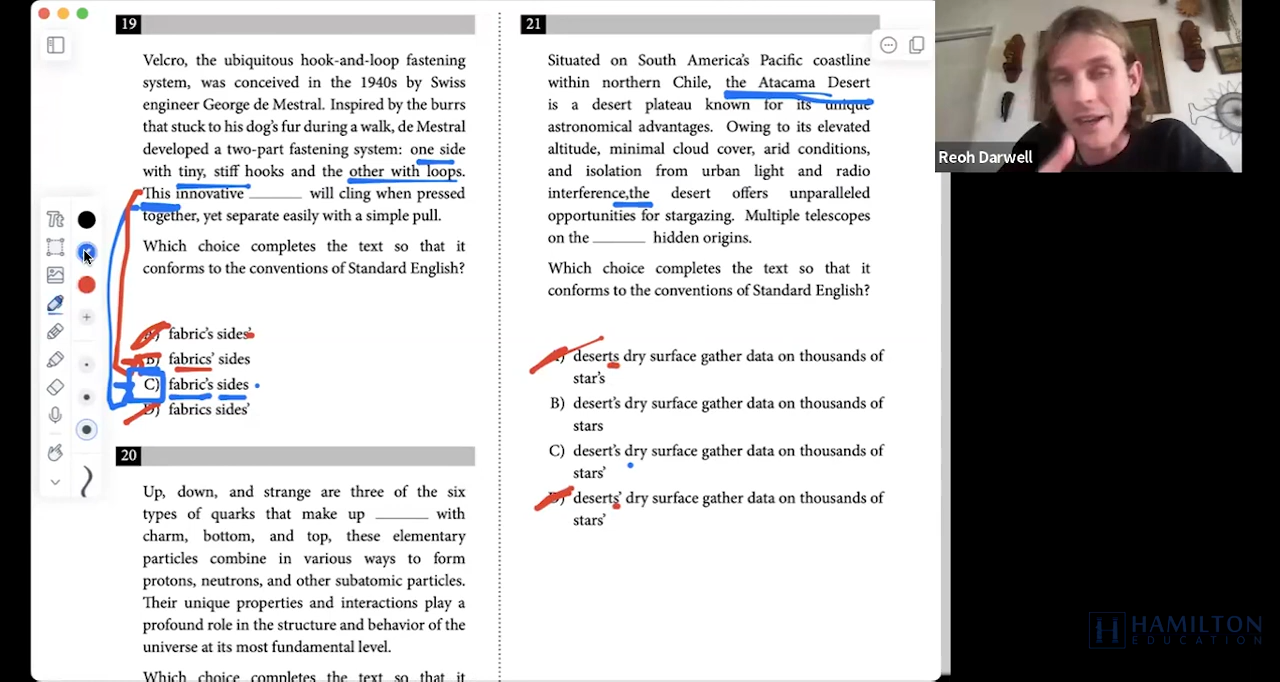 19
Velcro, the ubiquitous hook-and-loop fastening
system, was conceived in the 1940s by Swiss
engineer George de Mestral. Inspired by the burrs
that stuck to his dog's fur during a walk, de Mestral
developed a two-part fastening system: one side
with tiny, stiff hooks and the other with loops.
This innovative ______ will cling when pressed
together, yet separate easily with a simple pull.
Which choice completes the text so that it
conforms to the conventions of Standard English?
A) fabric's sides'
B) fabrics' sides
C) fabric's sides
D) fabrics sides'
20
Up, down, and strange are three of the six
types of quarks that make up ______ with
charm, bottom, and top, these elementary
particles combine in various ways to form
protons, neutrons, and other subatomic particles.
Their unique properties and interactions play a
profound role in the structure and behavior of the
universe at its most fundamental level.
Which choice completes the text so that it
21
Situated on South America's Pacific coastline
within northern Chile, the Atacama Desert
is a desert plateau known for its unique
astronomical advantages. Owing to its elevated
altitude, minimal cloud cover, arid conditions,
and isolation from urban light and radio
interference,the desert offers unparalleled
opportunities for stargazing. Multiple telescopes
on the ______ hidden origins.
Which choice completes the text so that it
conforms to the conventions of Standard English?
A) deserts dry surface gather data on thousands of
star's
B) desert's dry surface gather data on thousands of
stars
C) desert's dry surface gather data on thousands of
stars'
D) deserts' dry surface gather data on thousands of
stars'
Tt
Reoh Darwell
HAMILTON
EDUCATION